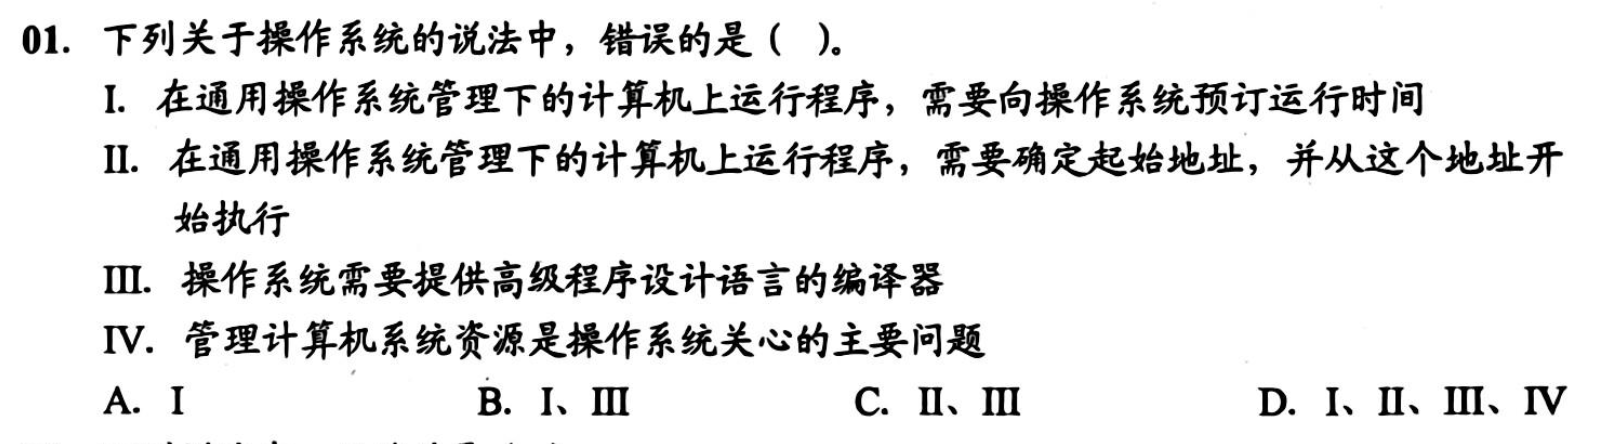 01. 下列关于操作系统的说法中，错误的是（ ）。
I. 在通用操作系统管理下的计算机上运行程序，需要向操作系统预订运行时间
II. 在通用操作系统管理下的计算机上运行程序，需要确定起始地址，并从这个地址开
始执行
III. 操作系统需要提供高级程序设计语言的编译器
IV. 管理计算机系统资源是操作系统关心的主要问题
A. I B. I、III C. II、III D. I、II、III、IV